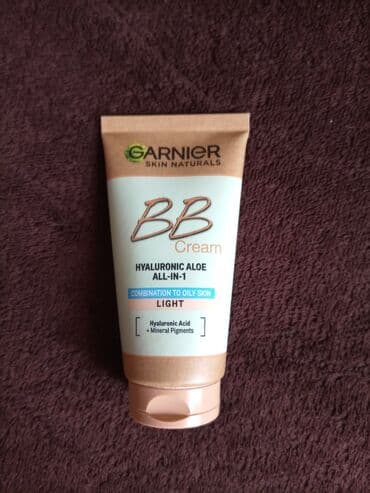 GARNIER
SKIN NATURALS
BB
Cream
HYALURONIC ALOE
ALL-IN-1
COMBINATION TO OILY SKIN
LIGHT
Hyaluronic Acid
+ Mineral Pigments